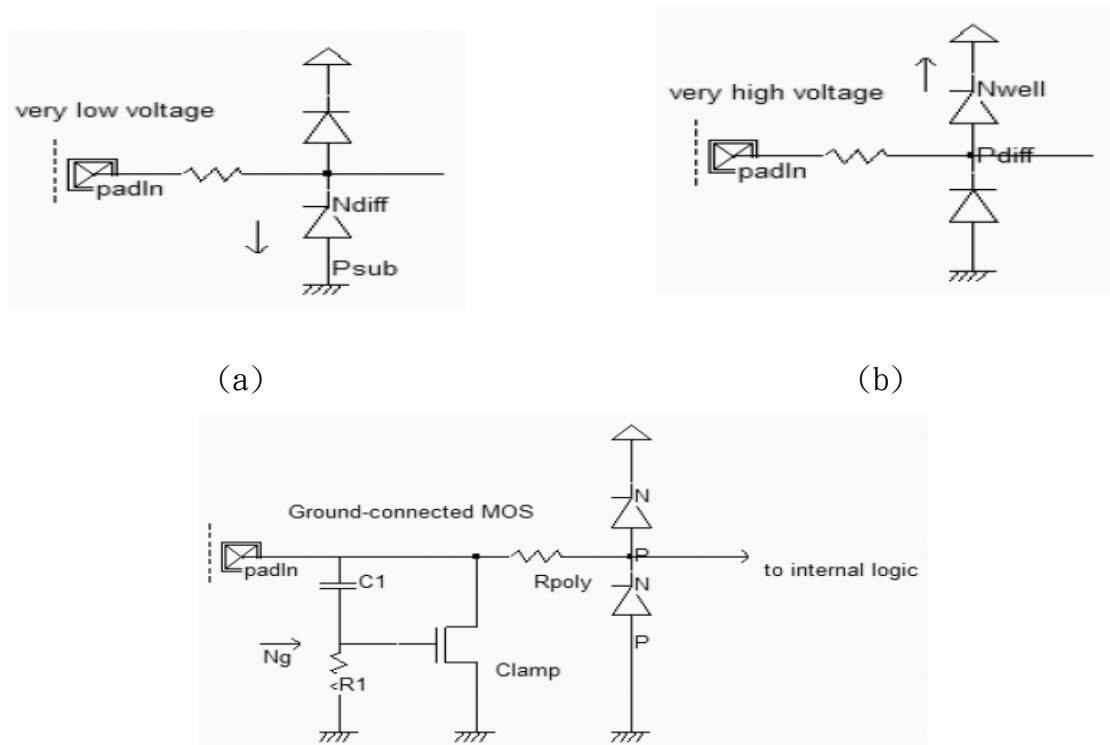 very low voltage
padIn
Ndiff
Psub
very high voltage
Nwell
Pdiff
padIn
(a)
(b)
Ground-connected MOS
N
padIn
C1
Rpoly
P
N
to internal logic
Ng
R1
Clamp
P